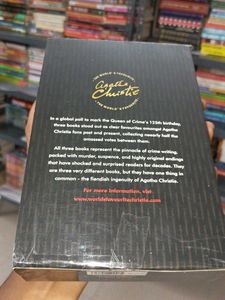 THE WORLD'S FAVOURITE
Agatha
Christie
THE WORLD'S FAVOURITE
In a global poll to mark the Queen of Crime's 125th birthday,
three books stood out as clear favourites amongst Agatha
Christie fans past and present, collecting nearly half the
amassed votes between them.
All three books represent the pinnacle of crime writing,
packed with murder, suspense, and highly original endings
that have shocked and surprised readers for decades. They
are three very different books, but they have one thing in
common - the fiendish ingenuity of Agatha Christie.
For more information, visit
www.worldsfavouritechristie.com